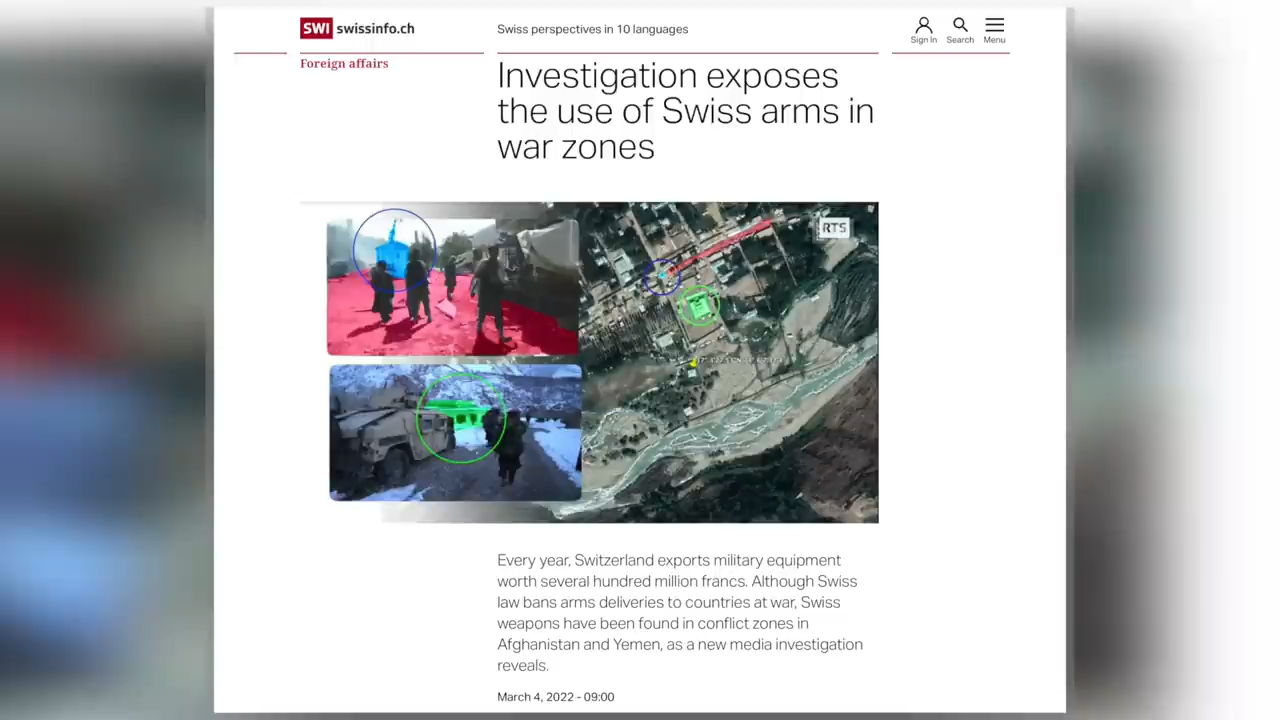 SWI swissinfo.ch
Swiss perspectives in 10 languages
Sign In Search Menu
Foreign affairs
Investigation exposes
the use of Swiss arms in
war zones
RTS
Every year, Switzerland exports military equipment
worth several hundred million francs. Although Swiss
law bans arms deliveries to countries at war, Swiss
weapons have been found in conflict zones in
Afghanistan and Yemen, as a new media investigation
reveals.
March 4, 2022 - 09:00